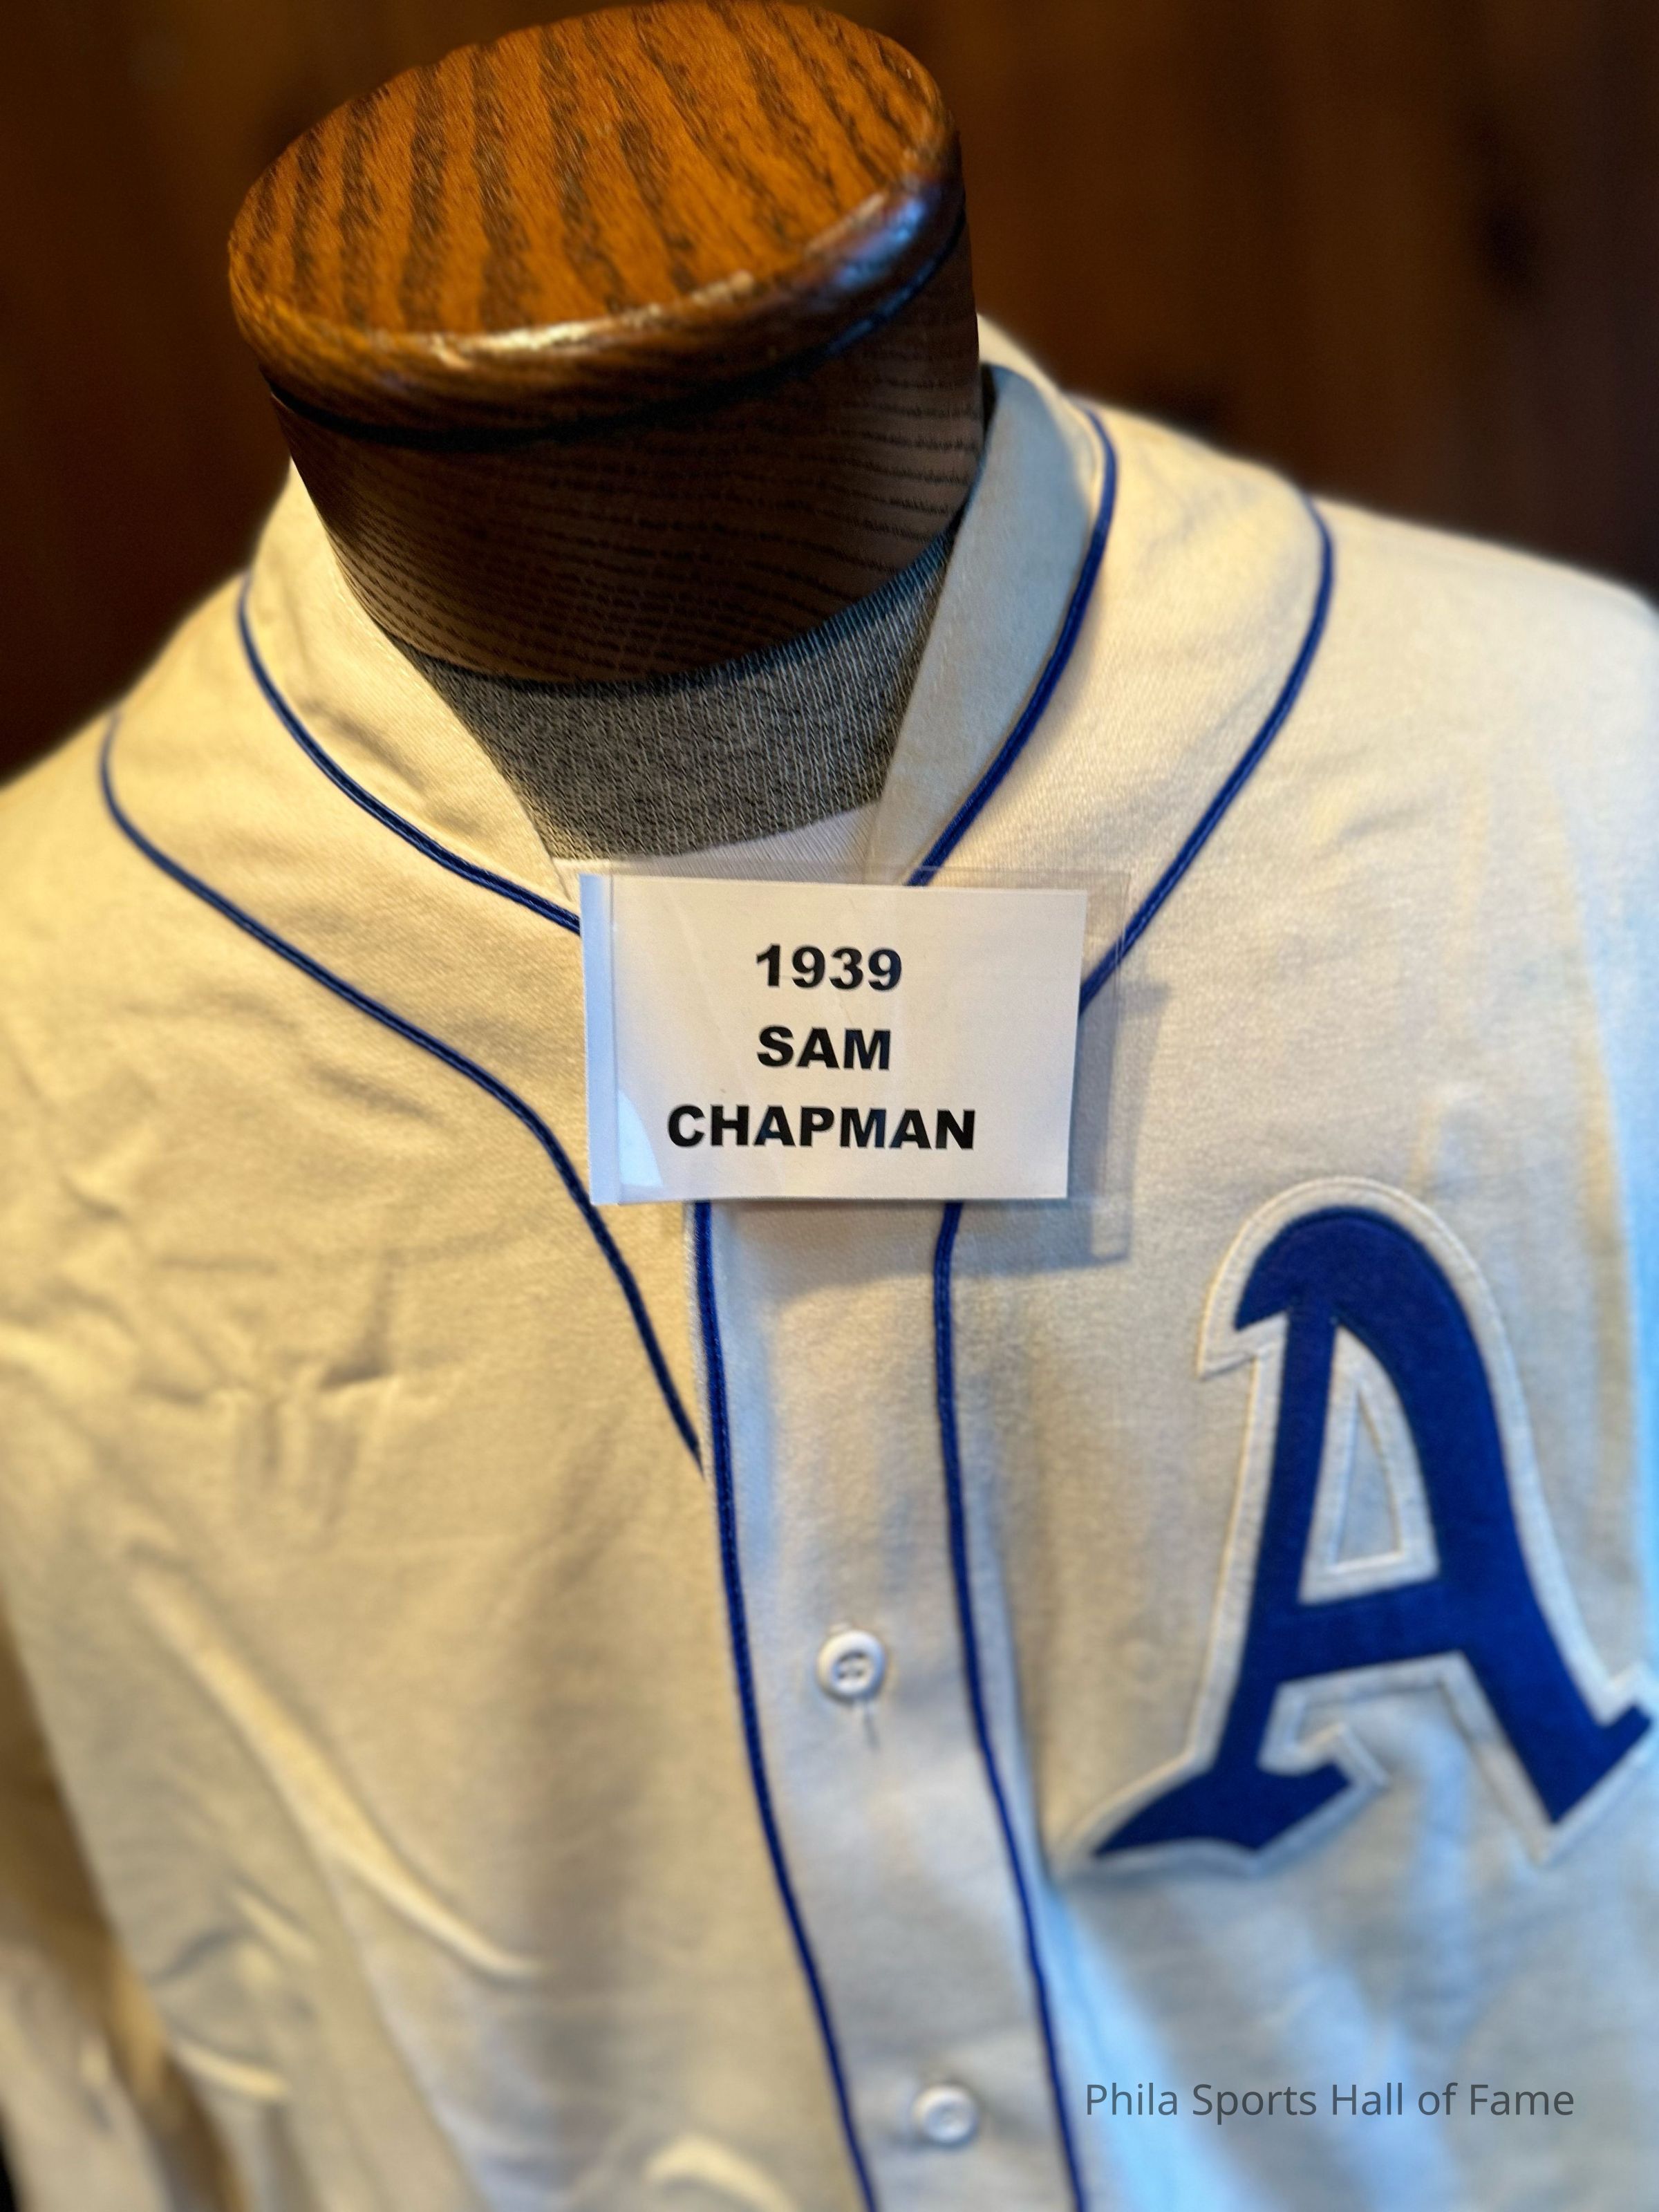 1939
SAM
CHAPMAN
A
Phila Sports Hall of Fame